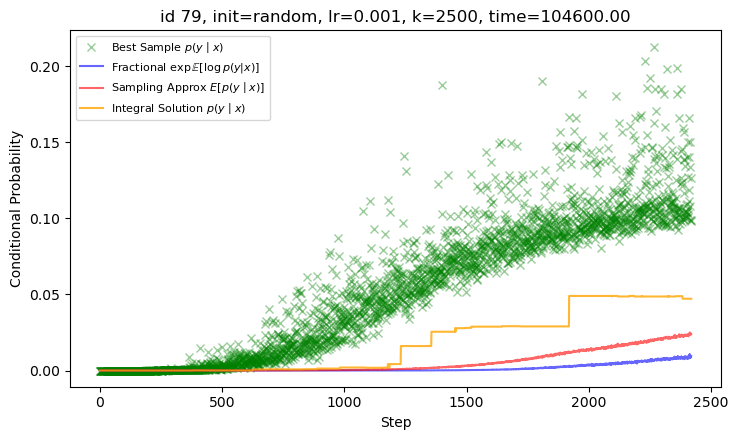 id 79, init=random, lr=0.001, k=2500, time=104600.00
Best Sample p(y | x)
Fractional exp𝔼[log p(y|x)]
Sampling Approx E[p(y | x)]
Integral Solution p(y | x)
Conditional Probability
0.20
0.15
0.10
0.05
0.00
0
500
1000
1500
2000
2500
Step